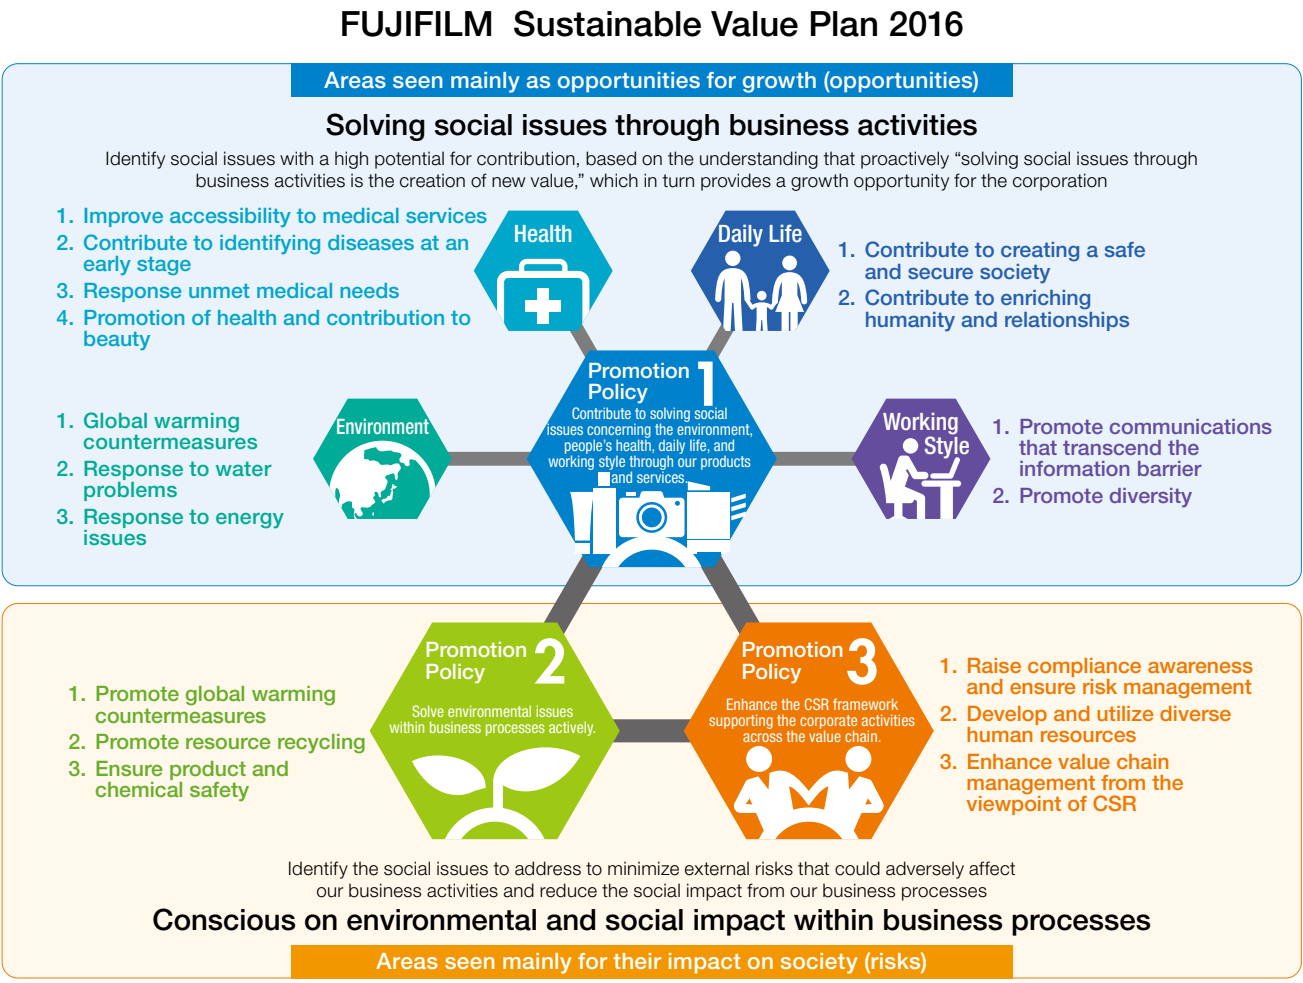 FUJIFILM Sustainable Value Plan 2016
Areas seen mainly as opportunities for growth (opportunities)
Solving social issues through business activities
Identify social issues with a high potential for contribution, based on the understanding that proactively “solving social issues through
business activities is the creation of new value,” which in turn provides a growth opportunity for the corporation
1. Improve accessibility to medical services
2. Contribute to identifying diseases at an
early stage
3. Response unmet medical needs
4. Promotion of health and contribution to
beauty
Health
Daily Life
1. Contribute to creating a safe
and secure society
2. Contribute to enriching
humanity and relationships
1. Global warming
countermeasures
2. Response to water
problems
3. Response to energy
issues
Environment
Promotion
Policy
1
Contribute to solving social
issues concerning the environment,
people's health, daily life, and
working style through our products
and services.
Working
Style
1. Promote communications
that transcend the
information barrier
2. Promote diversity
1. Promote global warming
countermeasures
2. Promote resource recycling
3. Ensure product and
chemical safety
Promotion
Policy
2
Solve environmental issues
within business processes actively.
Promotion
Policy
3
Enhance the CSR framework
supporting the corporate activities
across the value chain.
1. Raise compliance awareness
and ensure risk management
2. Develop and utilize diverse
human resources
3. Enhance value chain
management from the
viewpoint of CSR
Identify the social issues to address to minimize external risks that could adversely affect
our business activities and reduce the social impact from our business processes
Conscious on environmental and social impact within business processes
Areas seen mainly for their impact on society (risks)